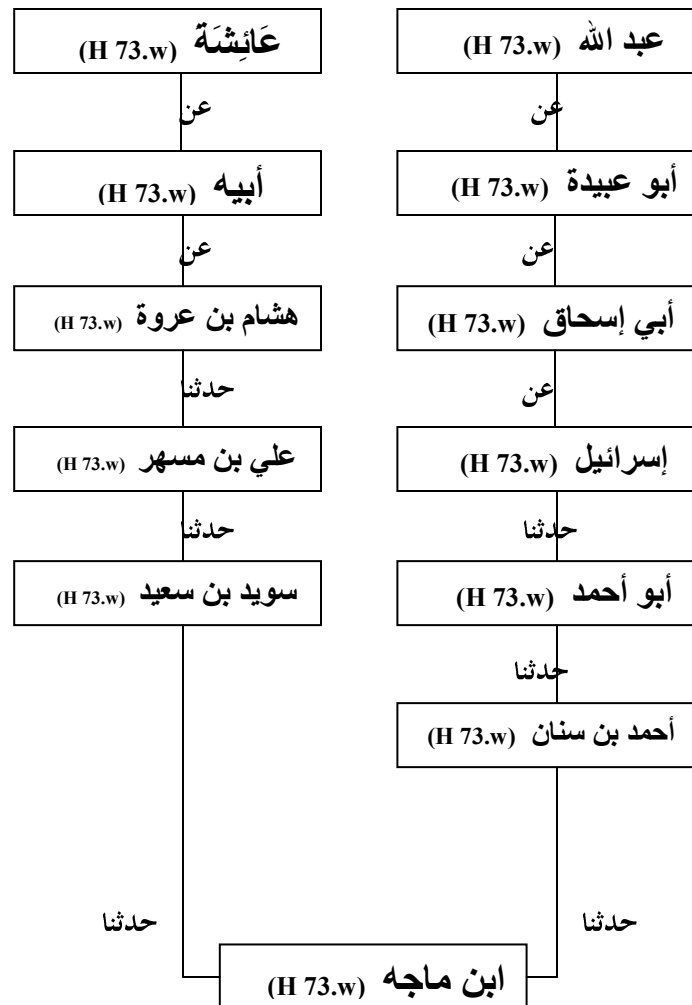 عبد الله (H 73.w)
عن
أبو عبيدة (H 73.w)
عن
أبي إسحاق (H 73.w)
عن
إسرائيل (H 73.w)
حدثنا
أبو أحمد (H 73.w)
حدثنا
أحمد بن سنان (H 73.w)
حدثنا
عَائِشَة (H 73.w)
عن
أبيه (H 73.w)
عن
هشام بن عروة (H 73.w)
حدثنا
علي بن مسهر (H 73.w)
حدثنا
سويد بن سعيد (H 73.w)
حدثنا
ابن ماجه (H 73.w)